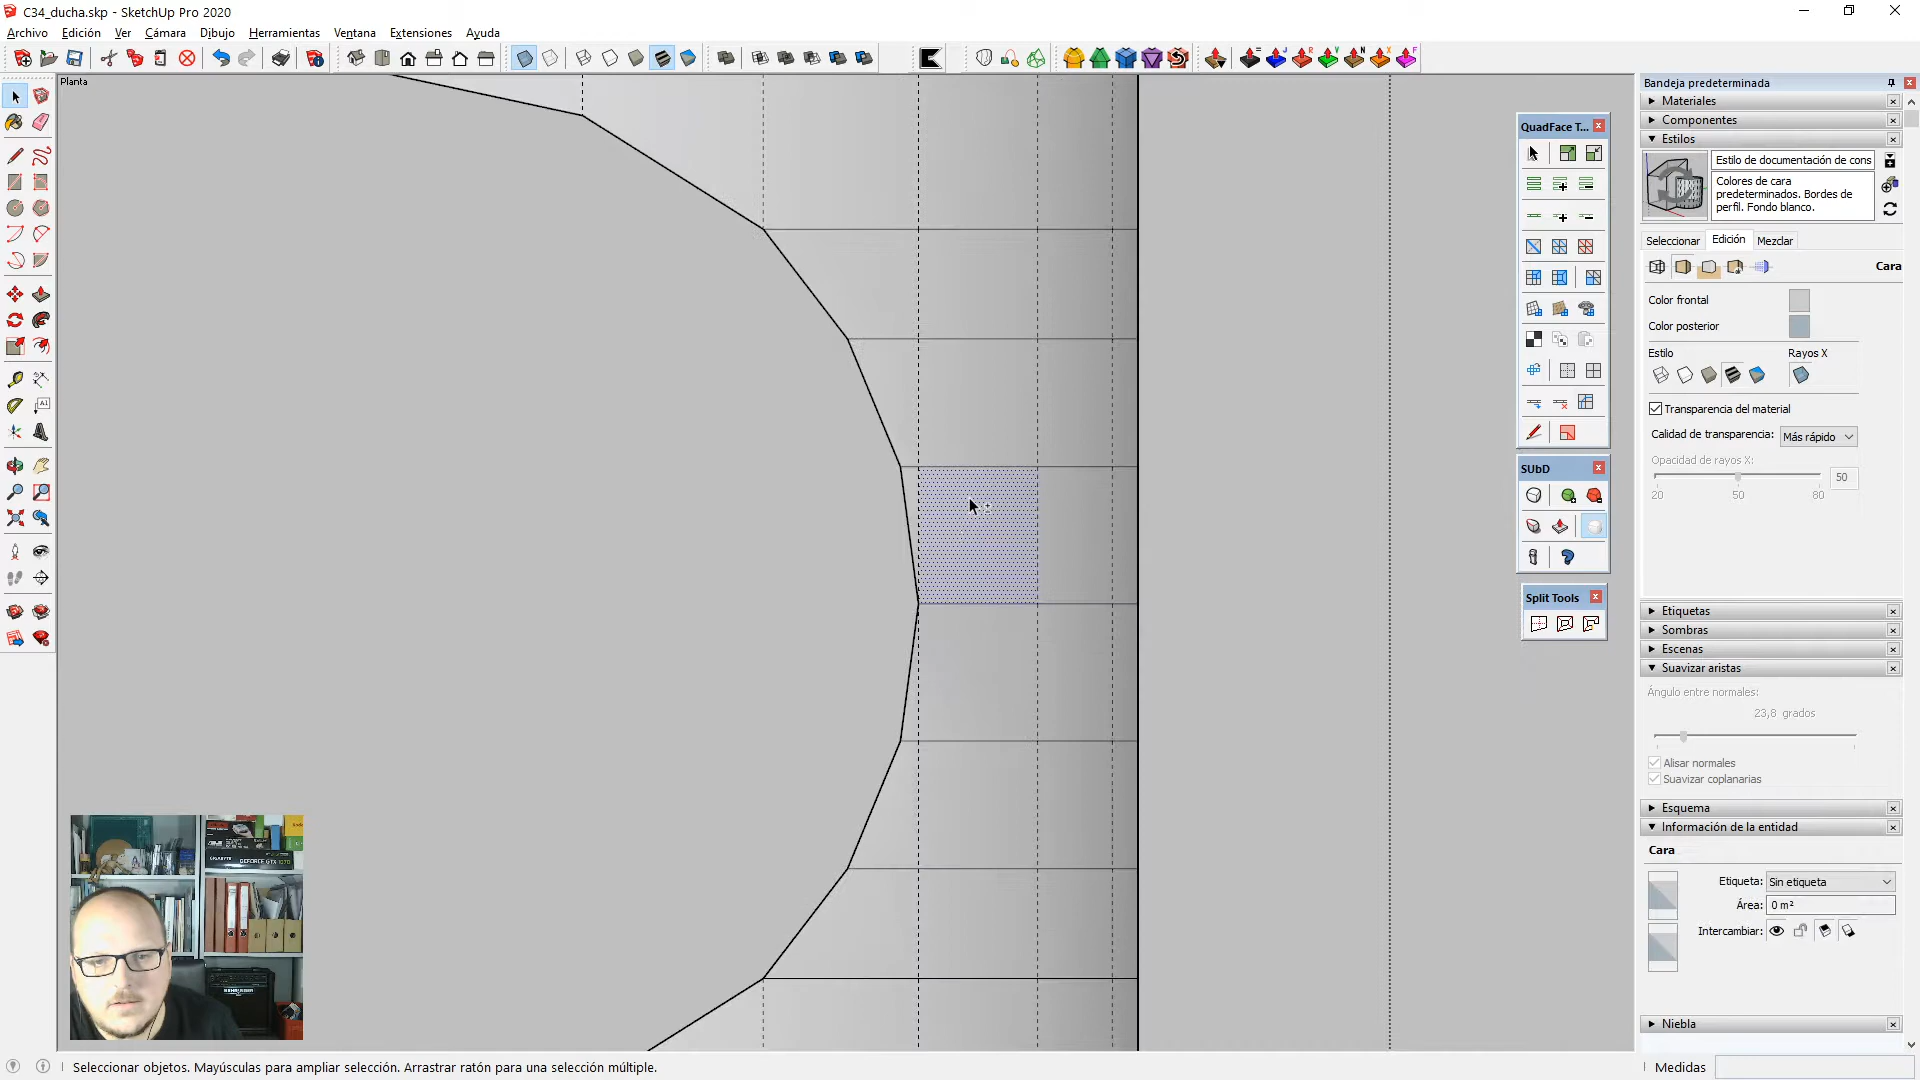 C34_ducha.skp - SketchUp Pro 2020
Archivo Edición Ver Cámara Dibujo Herramientas Ventana Extensiones Ayuda
Planta
Bandeja predeterminada
Materiales
Componentes
Estilos
Estilo de documentación de cons
Colores de cara
predeterminados. Bordes de
perfil. Fondo blanco.
Seleccionar Edición Mezclar
Cara
Color frontal
Color posterior
Estilo Rayos X
Transparencia del material
Calidad de transparencia: Más rápido
Opacidad de rayos X:
50
20 50 80
Etiquetas
Sombras
Escenas
Suavizar aristas
Ángulo entre normales:
23,8 grados
Alisar normales
Suavizar coplanarias
Esquema
Información de la entidad
Cara
Etiqueta: Sin etiqueta
Área: 0 m²
Intercambiar:
Niebla
QuadFace T...
SUbD
Split Tools
GEFORCE GTX 1070
Seleccionar objetos. Mayúsculas para ampliar selección. Arrastrar ratón para una selección múltiple.
Medidas